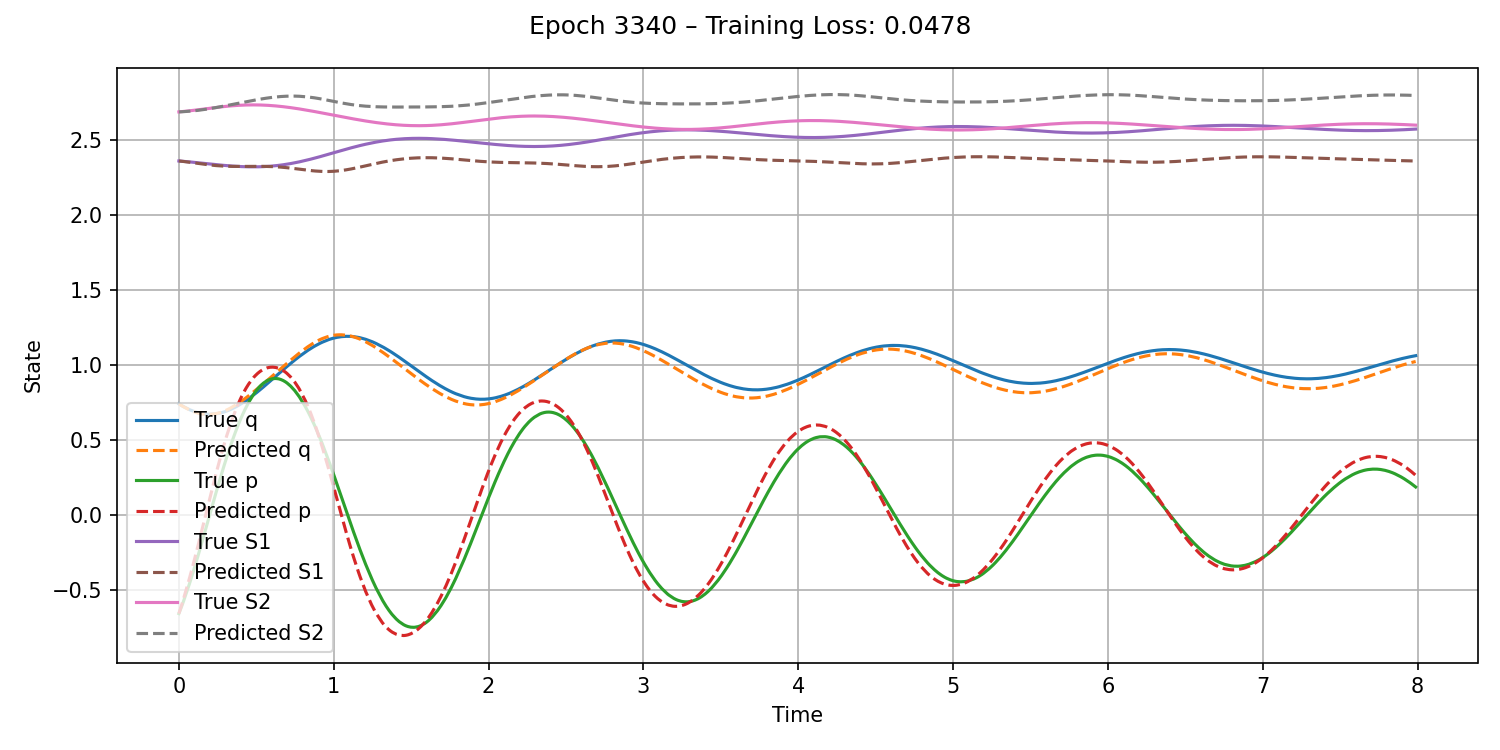 Epoch 3340 – Training Loss: 0.0478
State
2.5
2.0
1.5
1.0
0.5
0.0
−0.5
True q
Predicted q
True p
Predicted p
True S1
Predicted S1
True S2
Predicted S2
0 1 2 3 4 5 6 7 8
Time